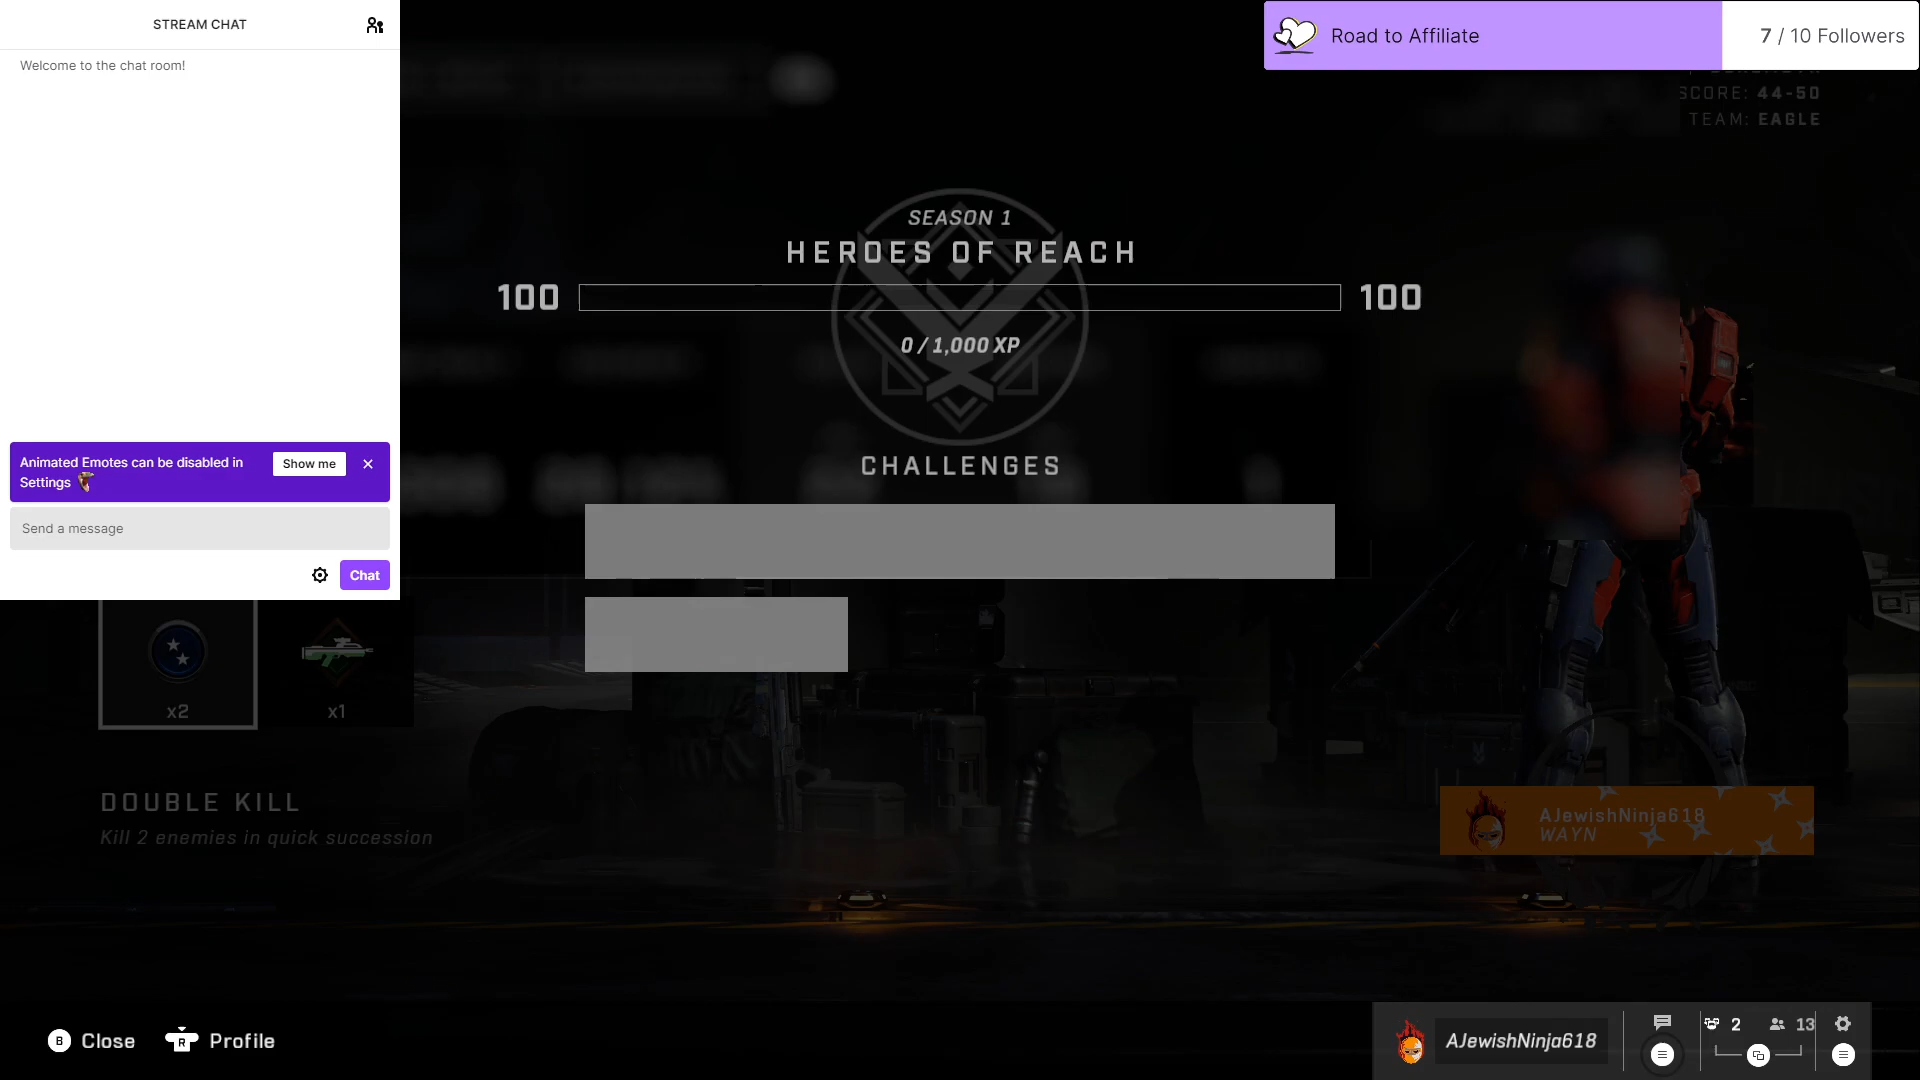 STREAM CHAT
Welcome to the chat room!
Animated Emotes can be disabled in
Settings
Show me
Send a message
Chat
Road to Affiliate
7 / 10 Followers
SCORE: 44-50
TEAM: EAGLE
SEASON 1
HEROES OF REACH
100
100
0 / 1,000 XP
CHALLENGES
x2
x1
DOUBLE KILL
Kill 2 enemies in quick succession
AJewishNinja618
WAYN
B Close
R Profile
AJewishNinja618
2
13